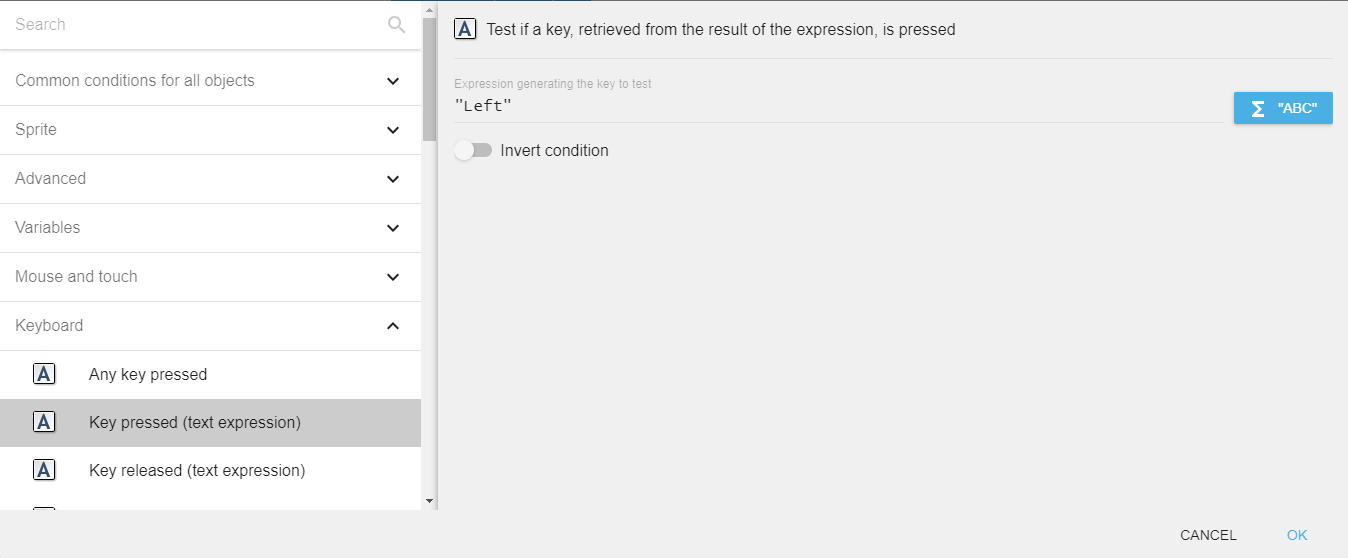 Search
Common conditions for all objects
Sprite
Advanced
Variables
Mouse and touch
Keyboard
A Any key pressed
A Key pressed (text expression)
A Key released (text expression)
A Test if a key, retrieved from the result of the expression, is pressed
Expression generating the key to test
"Left"
Σ "ABC"
Invert condition
CANCEL OK